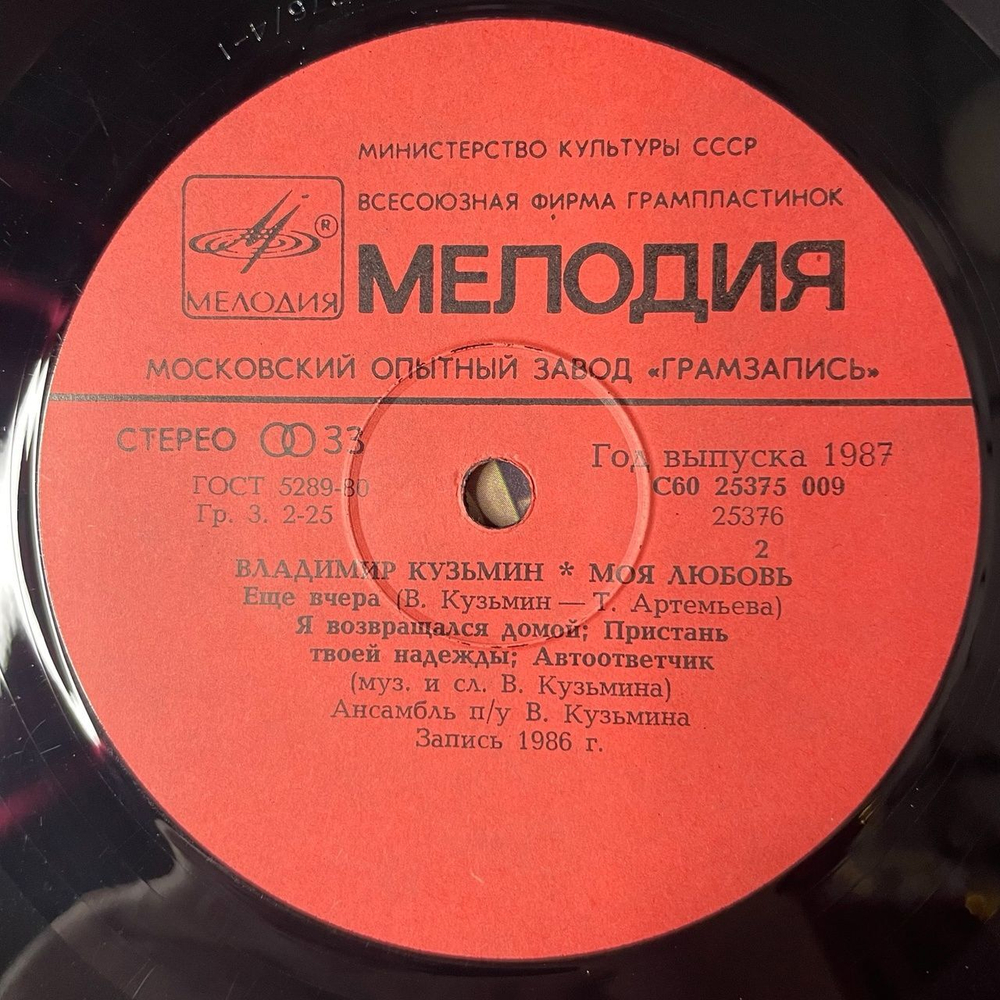 МИНИСТЕРСТВО КУЛЬТУРЫ СССР
ВСЕСОЮЗНАЯ ФИРМА ГРАМПЛАСТИНОК
®
МЕЛОДИЯ
МЕЛОДИЯ
МОСКОВСКИЙ ОПЫТНЫЙ ЗАВОД «ГРАМЗАПИСЬ»
СТЕРЕО 33
Год выпуска 1987
ГОСТ 5289-80
С60 25375 009
Гр. 3. 2-25
25376
2
ВЛАДИМИР КУЗЬМИН * МОЯ ЛЮБОВЬ
Еще вчера (В. Кузьмин — Т. Артемьева)
Я возвращался домой; Пристань
твоей надежды; Автоответчик
(муз. и сл. В. Кузьмина)
Ансамбль п/у В. Кузьмина
Запись 1986 г.